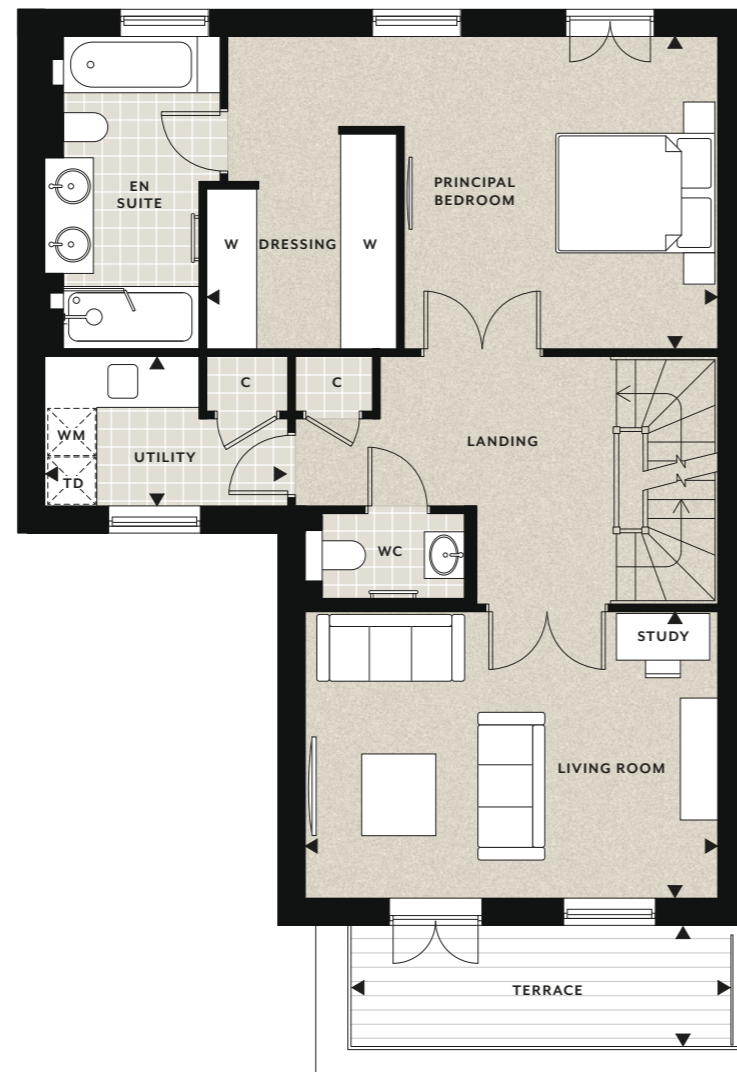 EN
SUITE
PRINCIPAL
BEDROOM
W
DRESSING
W
C
C
WM
TD
UTILITY
LANDING
WC
STUDY
LIVING ROOM
TERRACE